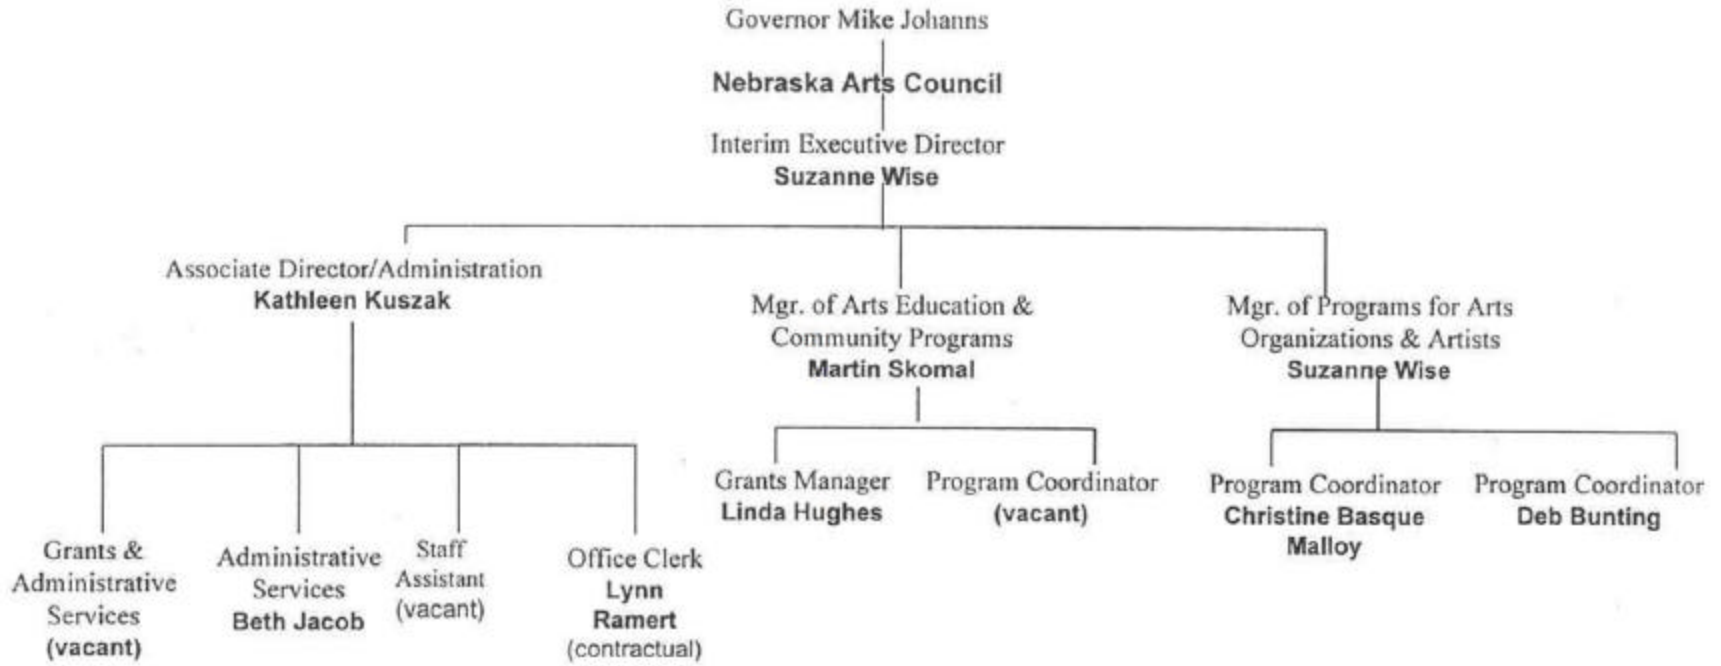 Governor Mike Johanns
Nebraska Arts Council
Interim Executive Director
Suzanne Wise
Associate Director/Administration
Kathleen Kuszak
Grants &
Administrative
Services
(vacant)
Administrative
Services
Beth Jacob
Staff
Assistant
(vacant)
Office Clerk
Lynn
Ramert
(contractual)
Mgr. of Arts Education &
Community Programs
Martin Skomal
Grants Manager
Linda Hughes
Program Coordinator
(vacant)
Mgr. of Programs for Arts
Organizations & Artists
Suzanne Wise
Program Coordinator
Christine Basque
Malloy
Program Coordinator
Deb Bunting